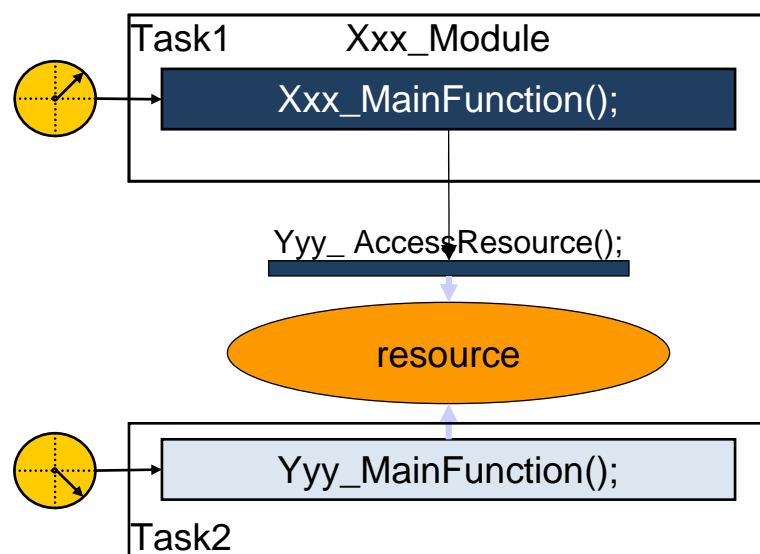 Task1 Xxx_Module
Xxx_MainFunction();
Yyy_ AccessResource();
resource
Yyy_MainFunction();
Task2